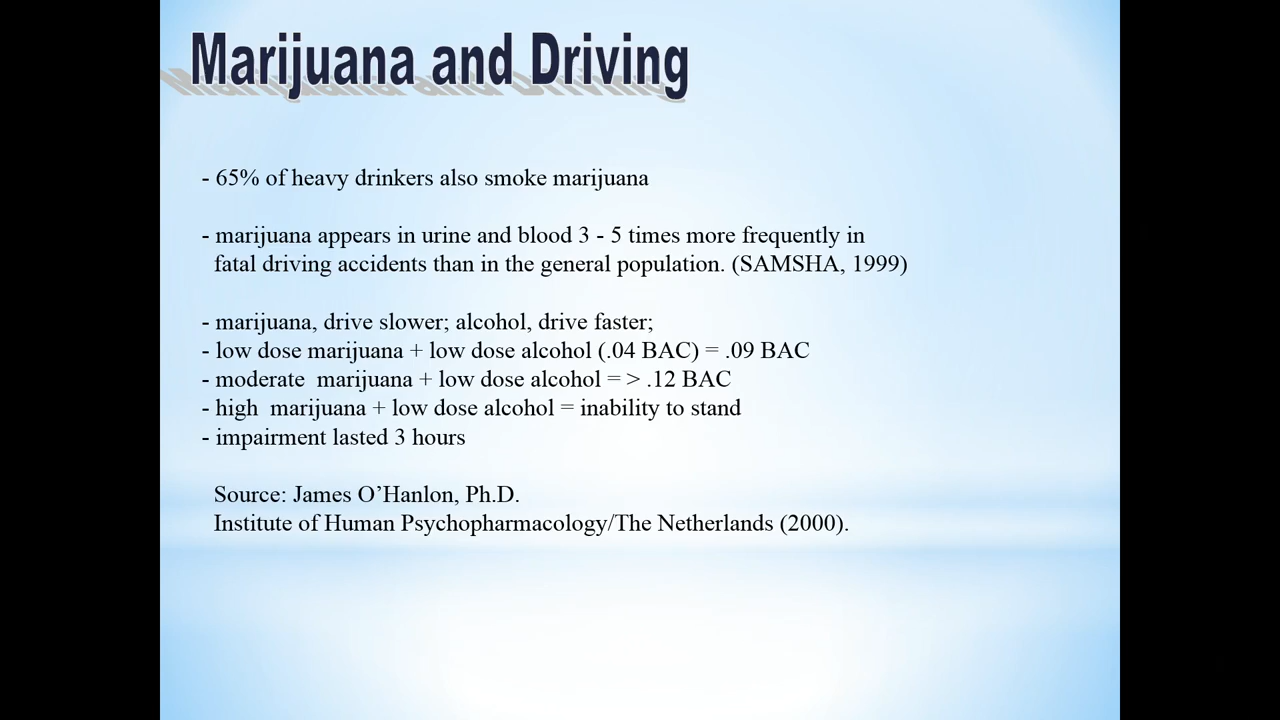 Marijuana and Driving
- 65% of heavy drinkers also smoke marijuana
- marijuana appears in urine and blood 3 - 5 times more frequently in
fatal driving accidents than in the general population. (SAMSHA, 1999)
- marijuana, drive slower; alcohol, drive faster;
- low dose marijuana + low dose alcohol (.04 BAC) = .09 BAC
- moderate  marijuana + low dose alcohol = > .12 BAC
- high  marijuana + low dose alcohol = inability to stand
- impairment lasted 3 hours
Source: James O’Hanlon, Ph.D.
Institute of Human Psychopharmacology/The Netherlands (2000).